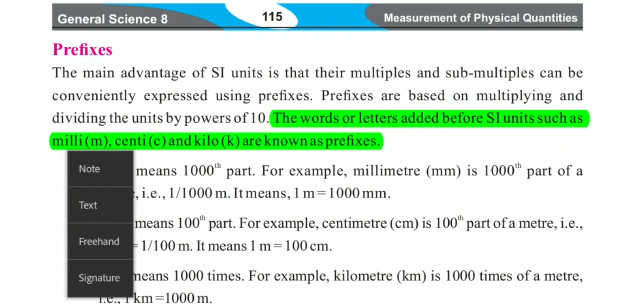 General Science 8 115 Measurement of Physical Quantities
Prefixes
The main advantage of SI units is that their multiples and sub-multiples can be
conveniently expressed using prefixes. Prefixes are based on multiplying and
dividing the units by powers of 10. The words or letters added before SI units such as
milli (m), centi (c) and kilo (k) are known as prefixes.
Note
means 1000th part. For example, millimetre (mm) is 1000th part of a
, i.e., 1/1000 m. It means, 1 m = 1000 mm.
Text
means 100th part. For example, centimetre (cm) is 100th part of a metre, i.e.,
Freehand
= 1/100 m. It means 1 m = 100 cm.
Signature
means 1000 times. For example, kilometre (km) is 1000 times of a metre,
i.e., 1 km = 1000 m.